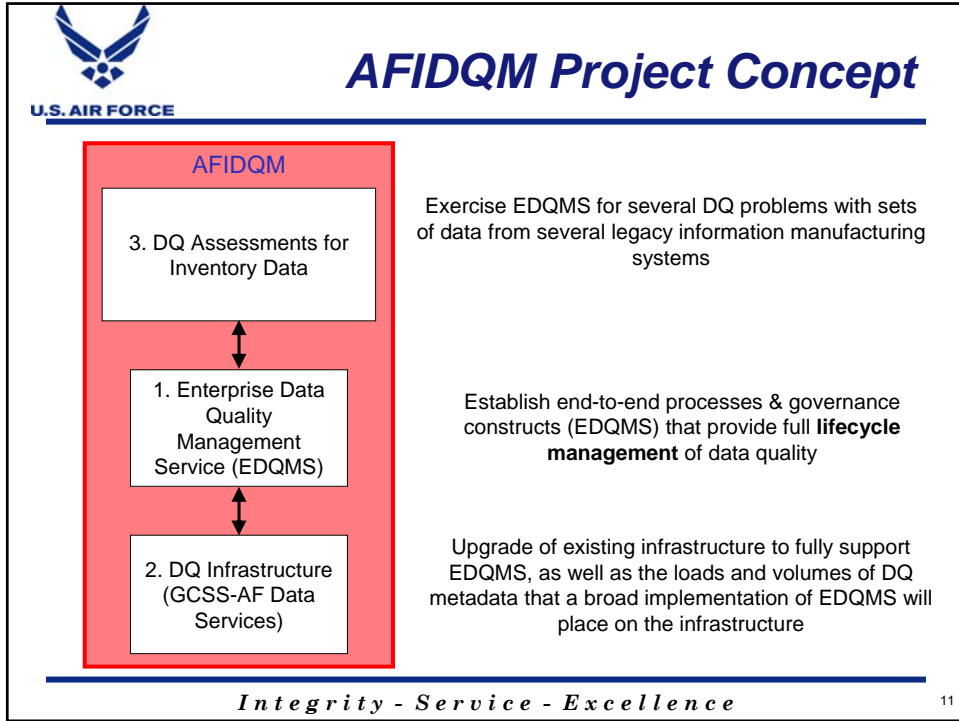 U.S. AIR FORCE
AFIDQM Project Concept
AFIDQM
3. DQ Assessments for
Inventory Data
Exercise EDQMS for several DQ problems with sets
of data from several legacy information manufacturing
systems
1. Enterprise Data
Quality
Management
Service (EDQMS)
Establish end-to-end processes & governance
constructs (EDQMS) that provide full lifecycle
management of data quality
2. DQ Infrastructure
(GCSS-AF Data
Services)
Upgrade of existing infrastructure to fully support
EDQMS, as well as the loads and volumes of DQ
metadata that a broad implementation of EDQMS will
place on the infrastructure
Integrity - Service - Excellence
11